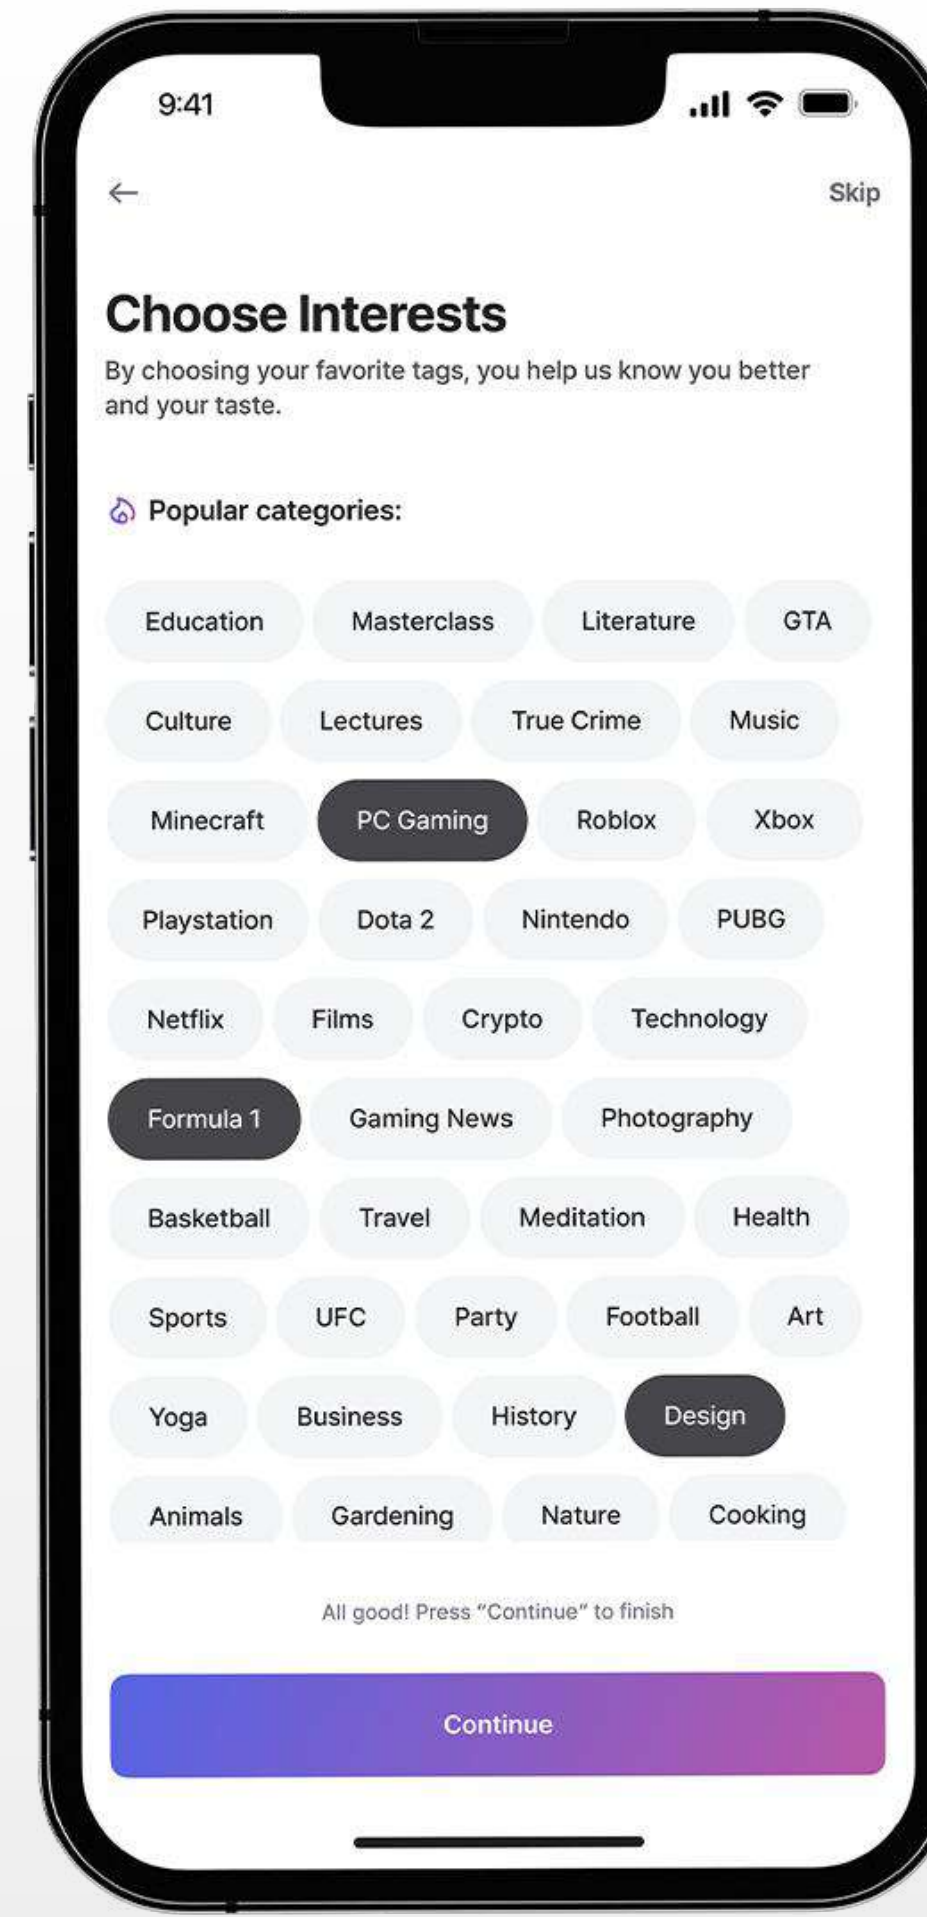 9:41
Skip
Choose Interests
By choosing your favorite tags, you help us know you better
and your taste.
Popular categories:
Education Masterclass Literature GTA
Culture Lectures True Crime Music
Minecraft PC Gaming Roblox Xbox
Playstation Dota 2 Nintendo PUBG
Netflix Films Crypto Technology
Formula 1 Gaming News Photography
Basketball Travel Meditation Health
Sports UFC Party Football Art
Yoga Business History Design
Animals Gardening Nature Cooking
All good! Press “Continue” to finish
Continue